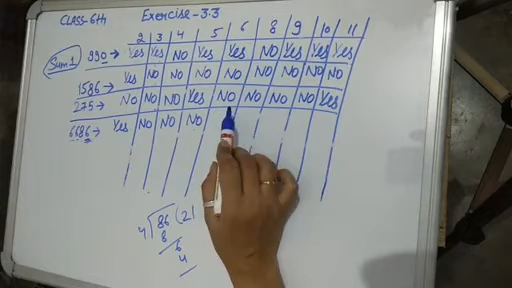 CLASS-6th Exercise-3.3
2 3 4 5 6 8 9 10 11
Sum 1 990→ Yes Yes NO Yes Yes NO Yes Yes Yes
1586→ Yes NO NO NO NO NO NO NO NO
275→ NO NO NO Yes NO NO NO NO Yes
6686→ Yes NO NO NO
4 86 (21
8
6
4